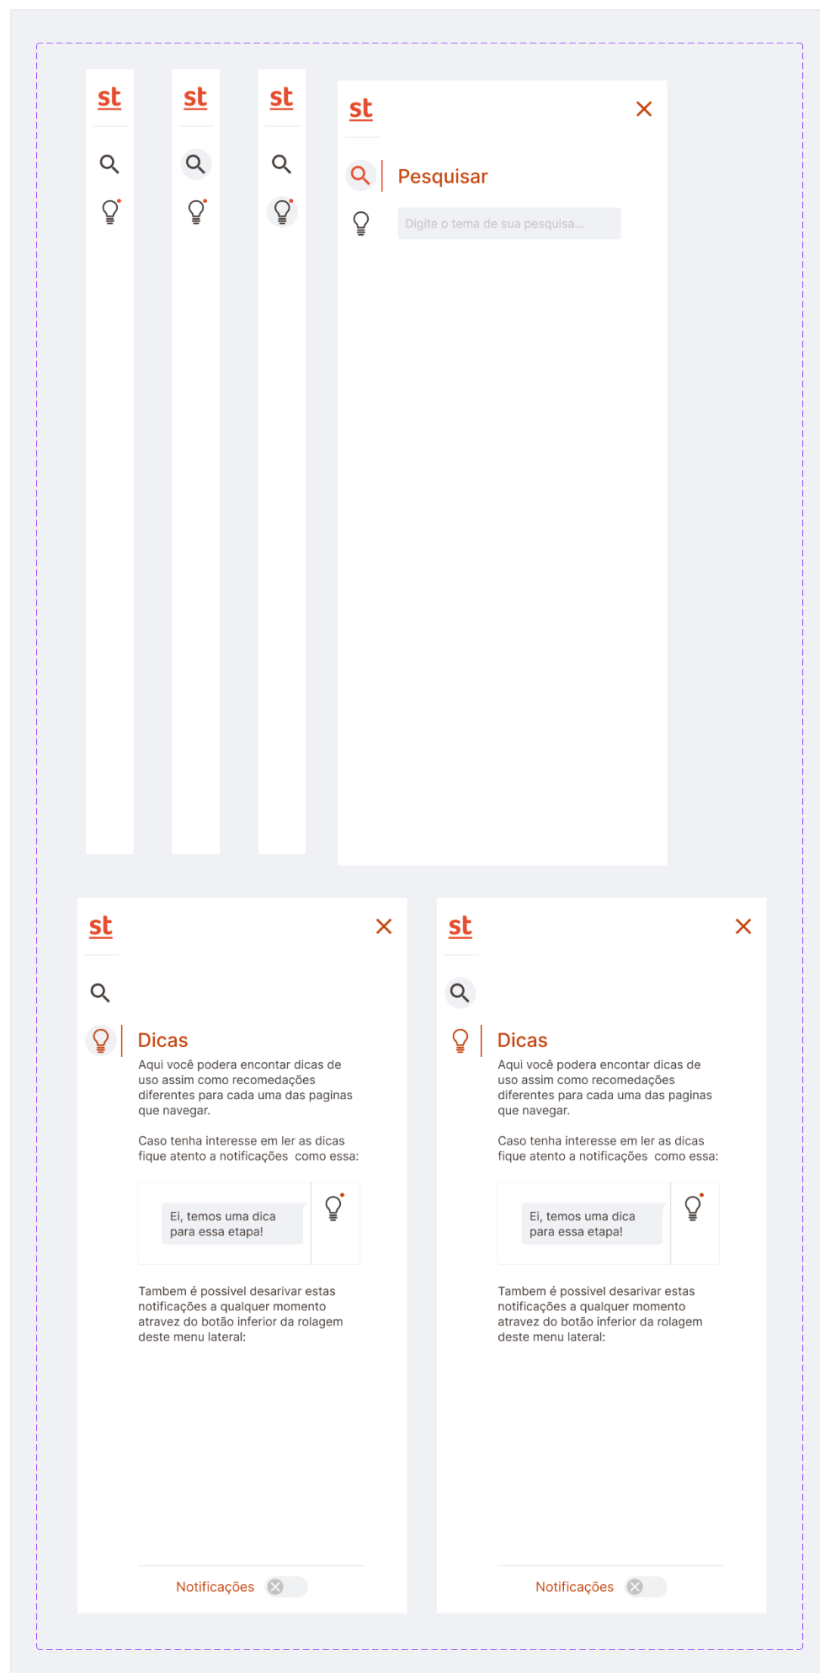 st
st
st
st
Pesquisar
Digite o tema de sua pesquisa...
st
Dicas
Aqui você podera encontar dicas de
uso assim como recomedações
diferentes para cada uma das paginas
que navegar.
Caso tenha interesse em ler as dicas
fique atento a notificações  como essa:
Ei, temos uma dica
para essa etapa!
Tambem é possivel desarivar estas
notificações a qualquer momento
atravez do botão inferior da rolagem
deste menu lateral:
Notificações
st
Dicas
Aqui você podera encontar dicas de
uso assim como recomedações
diferentes para cada uma das paginas
que navegar.
Caso tenha interesse em ler as dicas
fique atento a notificações  como essa:
Ei, temos uma dica
para essa etapa!
Tambem é possivel desarivar estas
notificações a qualquer momento
atravez do botão inferior da rolagem
deste menu lateral:
Notificações